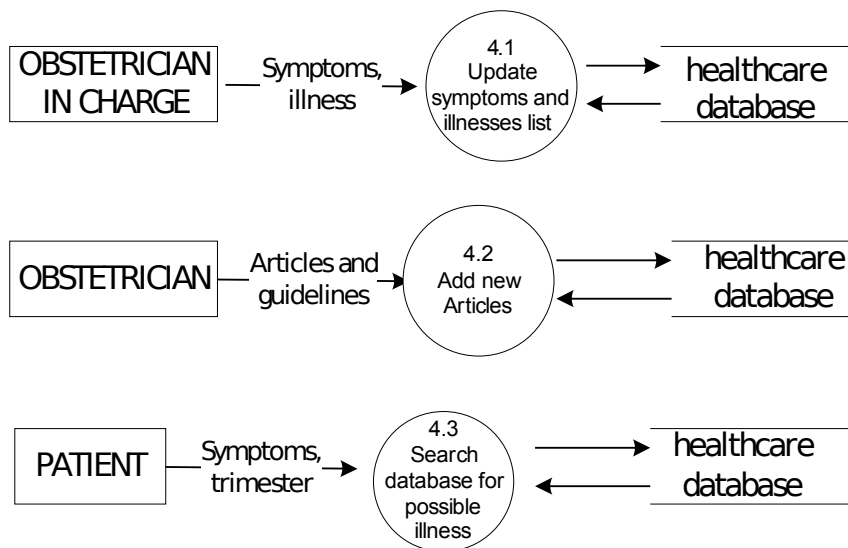 OBSTETRICIAN
IN CHARGE
Symptoms,
illness
4.1
Update
symptoms and
illnesses list
healthcare
database
OBSTETRICIAN
Articles and
guidelines
4.2
Add new
Articles
healthcare
database
PATIENT
Symptoms,
trimester
4.3
Search
database for
possible
illness
healthcare
database